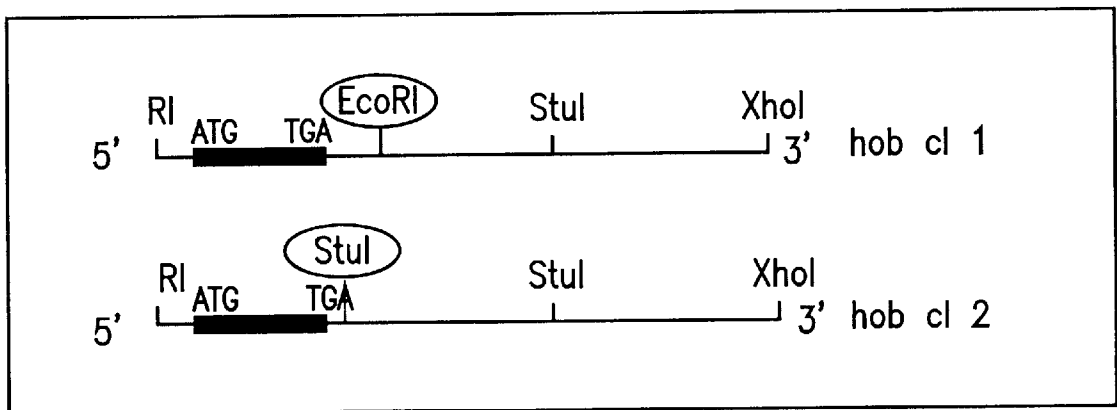 EcoRI
RI ATG TGA StuI XhoI
5' 3' hob cl 1
StuI
RI ATG TGA StuI XhoI
5' 3' hob cl 2